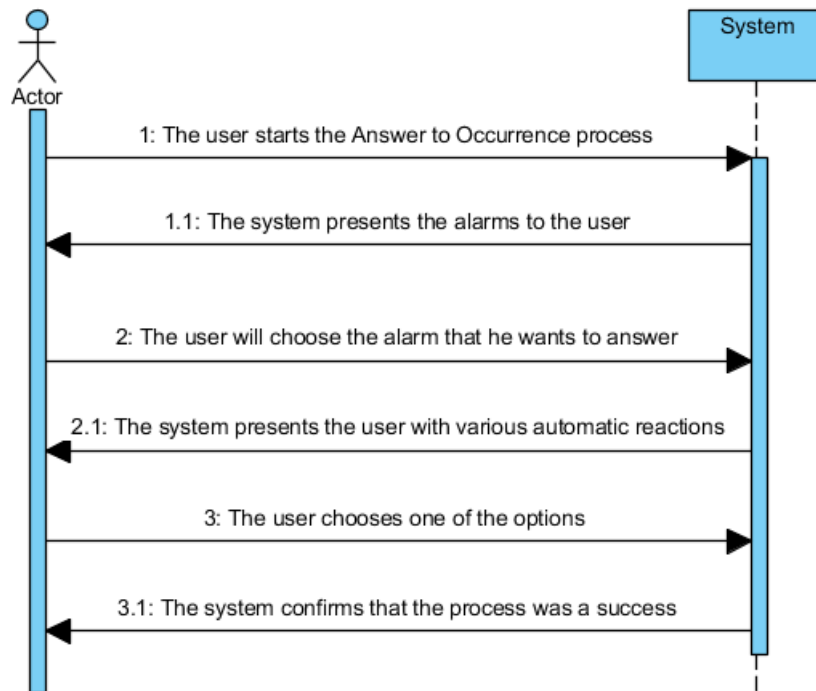 System
Actor
1: The user starts the Answer to Occurrence process
1.1: The system presents the alarms to the user
2: The user will choose the alarm that he wants to answer
2.1: The system presents the user with various automatic reactions
3: The user chooses one of the options
3.1: The system confirms that the process was a success